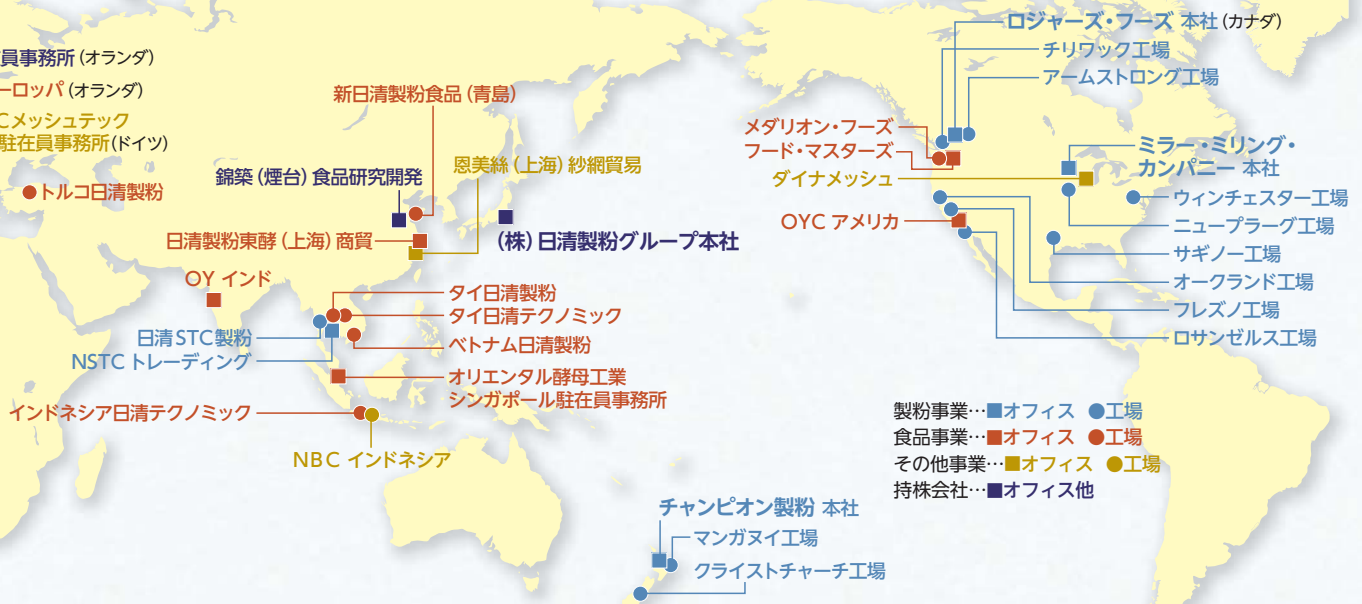 員事務所(オランダ)
ーロッパ(オランダ)
Cメッシュテック
駐在員事務所(ドイツ)
トルコ日清製粉
新日清製粉食品(青島)
錦築(煙台)食品研究開発
恩美絲(上海)紗網貿易
日清製粉東酵(上海)商貿
(株)日清製粉グループ本社
OY インド
タイ日清製粉
タイ日清テクノミック
日清STC製粉
ベトナム日清製粉
NSTC トレーディング
オリエンタル酵母工業
シンガポール駐在員事務所
インドネシア日清テクノミック
NBC インドネシア
ロジャーズ・フーズ 本社(カナダ)
チリワック工場
アームストロング工場
メダリオン・フーズ
フード・マスターズ
ダイナメッシュ
OYC アメリカ
ミラー・ミリング・
カンパニー 本社
ウィンチェスター工場
ニュープラーグ工場
サギノー工場
オークランド工場
フレズノ工場
ロサンゼルス工場
製粉事業…■オフィス ●工場
食品事業…■オフィス ●工場
その他事業…■オフィス ●工場
持株会社…■オフィス他
チャンピオン製粉 本社
マンガヌイ工場
クライストチャーチ工場